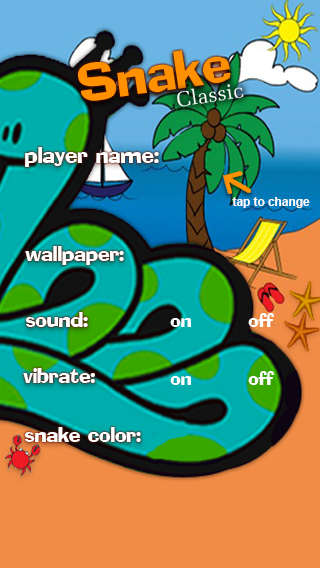 Snake
Classic
player name:
tap to change
wallpaper:
sound: on off
vibrate: on off
snake color: